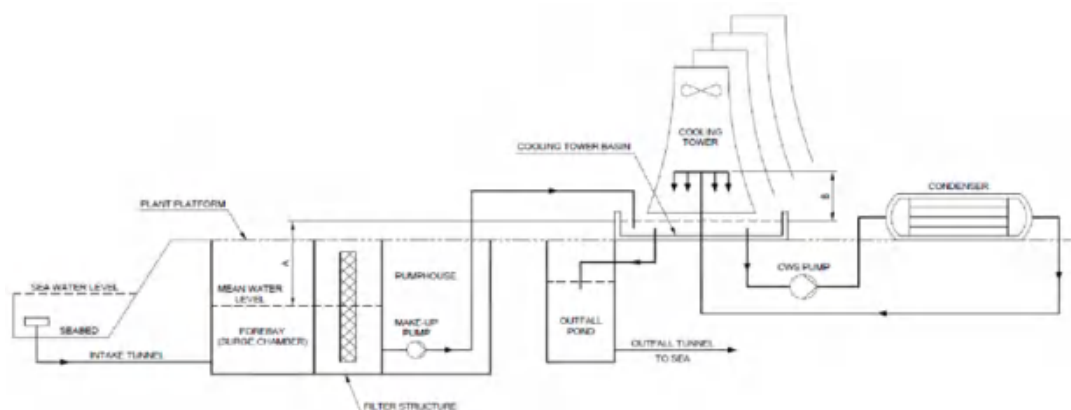 COOLING
TOWER
COOLING TOWER BASIN
CONDENSER
B
PLANT PLATFORM
A
PUMPHOUSE
CWS PUMP
SEA WATER LEVEL
MEAN WATER
LEVEL
MAKE-UP
PUMP
SEABED
FOREBAY
(SURGE CHAMBER)
OUTFALL
POND
INTAKE TUNNEL
OUTFALL TUNNEL
TO SEA
FILTER STRUCTURE